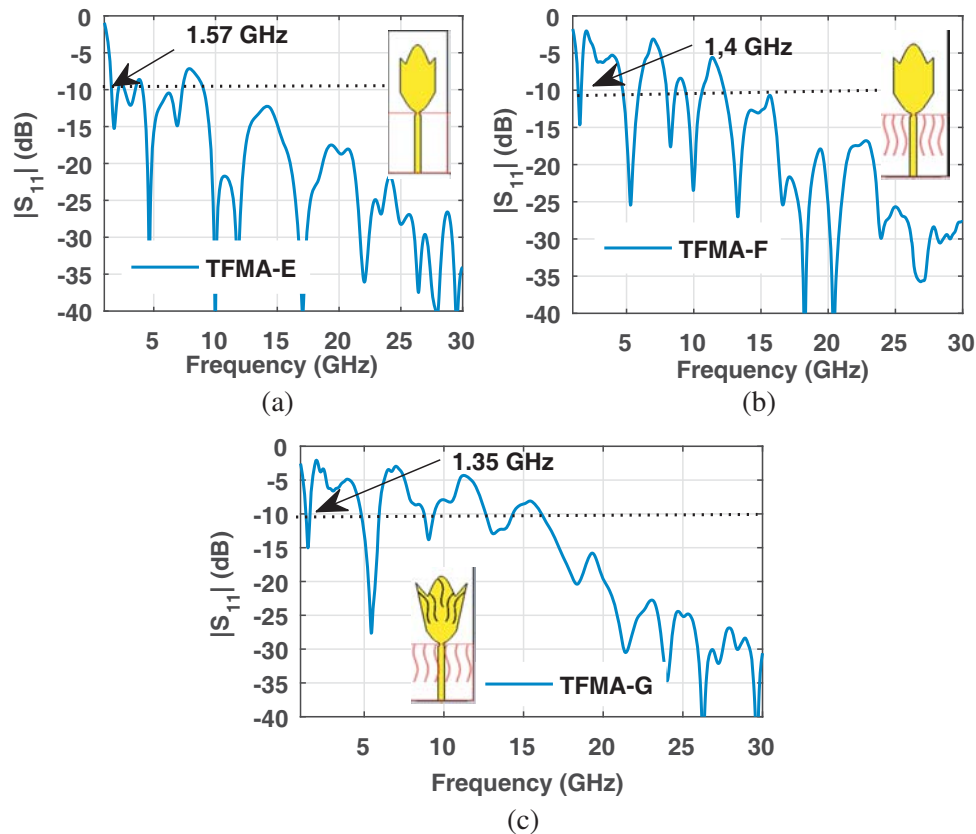 0
-5
-10
-15
-20
-25
-30
-35
-40
|S11| (dB)
1.57 GHz
TFMA-E
5 10 15 20 25 30
Frequency (GHz)
(a)
0
-5
-10
-15
-20
-25
-30
-35
-40
|S11| (dB)
1,4 GHz
TFMA-F
5 10 15 20 25 30
Frequency (GHz)
(b)
0
-5
-10
-15
-20
-25
-30
-35
-40
|S11| (dB)
1.35 GHz
TFMA-G
5 10 15 20 25 30
Frequency (GHz)
(c)